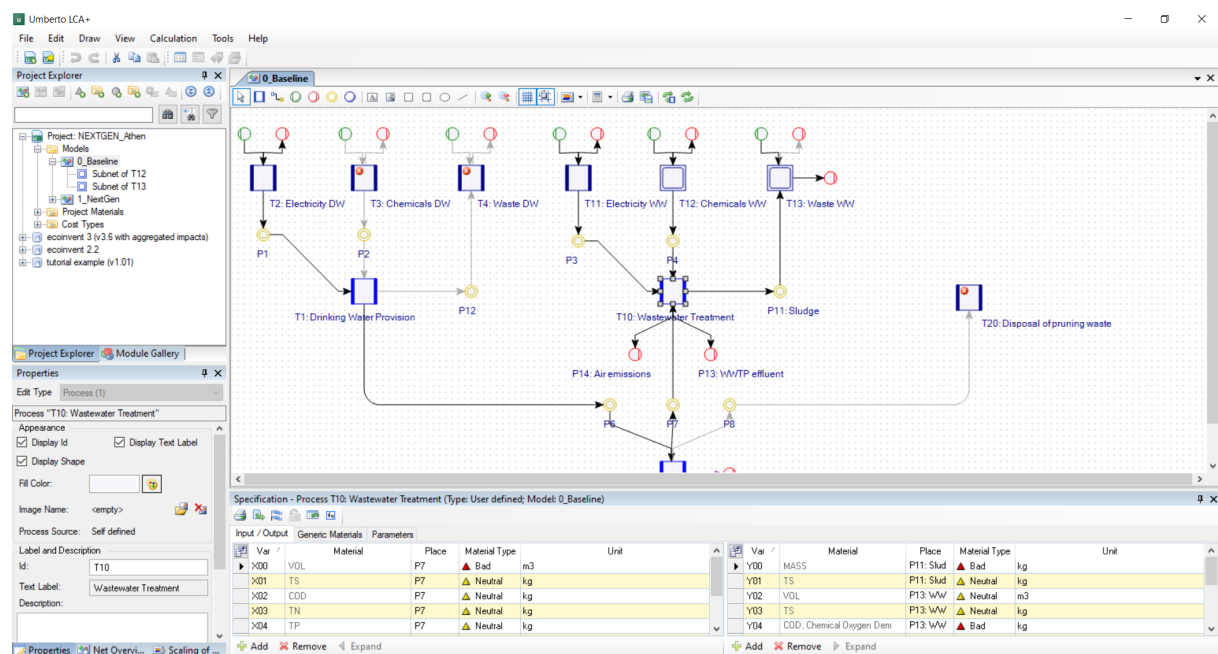 Umberto LCA+
File Edit Draw View Calculation Tools Help
Project Explorer
0_Baseline
Project: NEXTGEN_Athen
Models
0_Baseline
Subnet of T12
Subnet of T13
1_NextGen
Project Materials
Cost Types
ecoinvent 3 (v3.6 with aggregated impacts)
ecoinvent 2.2
tutorial example (v1.01)
Project Explorer Module Gallery
T2: Electricity DW T3: Chemicals DW T4: Waste DW T11: Electricity WW T12: Chemicals WW T13: Waste WW
P1 P2 P3 P4
T1: Drinking Water Provision P12 T10: Wastewater Treatment P11: Sludge T20: Disposal of pruning waste
P14: Air emissions P13: WWTP effluent
P6 P7 P8
Properties
Edit Type Process (1)
Process "T10: Wastewater Treatment"
Appearance
Display Id Display Text Label
Display Shape
Fill Color:
Image Name: <empty>
Process Source: Self defined
Label and Description
Id: T10
Text Label: Wastewater Treatment
Description:
Properties Net Overvi... Scaling of ...
Specification - Process T10: Wastewater Treatment (Type: User defined; Model: 0_Baseline)
Input / Output Generic Materials Parameters
Var Material Place Material Type Unit
X00 VOL P7 Bad m3
X01 TS P7 Neutral kg
X02 COD P7 Neutral kg
X03 TN P7 Neutral kg
X04 TP P7 Neutral kg
Add Remove Expand
Var Material Place Material Type Unit
Y00 MASS P11: Slud Bad kg
Y01 TS P11: Slud Neutral kg
Y02 VOL P13: WW Neutral m3
Y03 TS P13: WW Neutral kg
Y04 COD, Chemical Oxygen Dem P13: WW Bad kg
Add Remove Expand